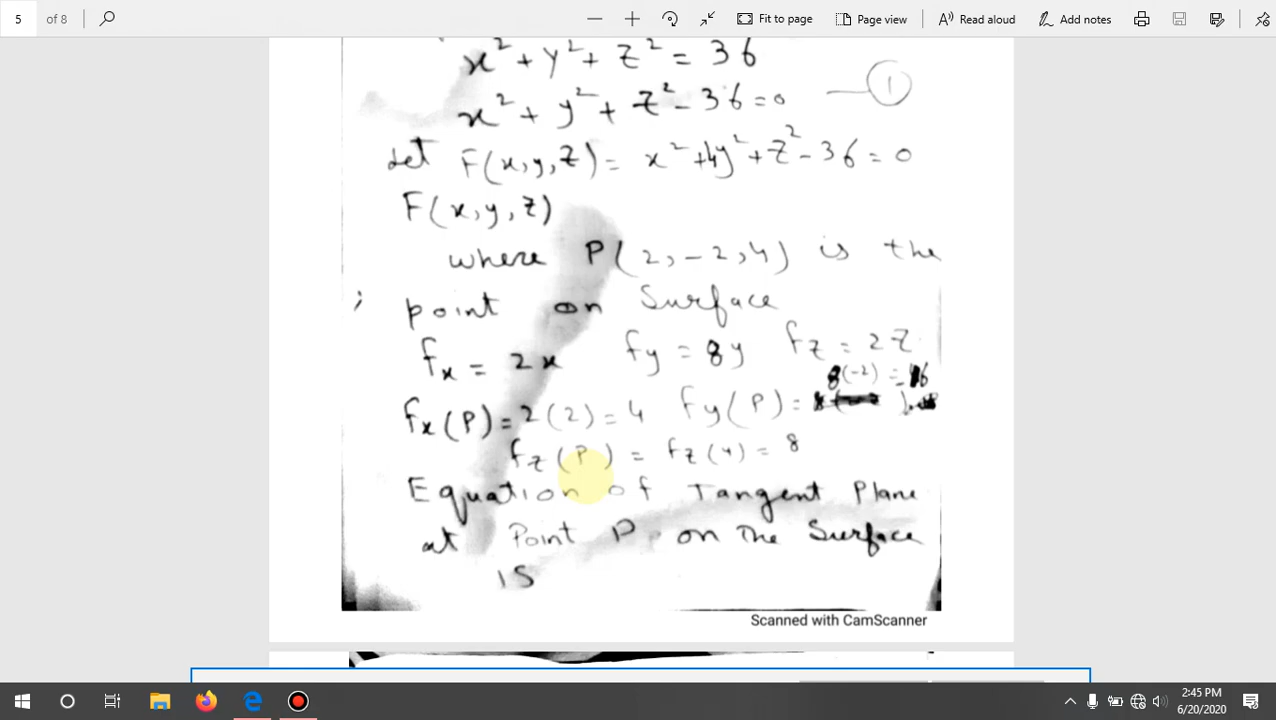 5 of 8 Fit to page Page view Read aloud Add notes
x² + y² + z² = 36
x² + y² + z² - 36 = 0 — ①
Let F(x,y,z) = x² + 4y² + z² - 36 = 0
F(x,y,z)
where P(2,-2,4) is the
; point on Surface
fx = 2x fy = 8y fz = 2z
8(-2) = 16
fx(P) = 2(2) = 4 fy(P) =
fz(P) = fz(4) = 8
Equation of Tangent Plane
at Point P on The Surface
is
Scanned with CamScanner
2:45 PM
6/20/2020